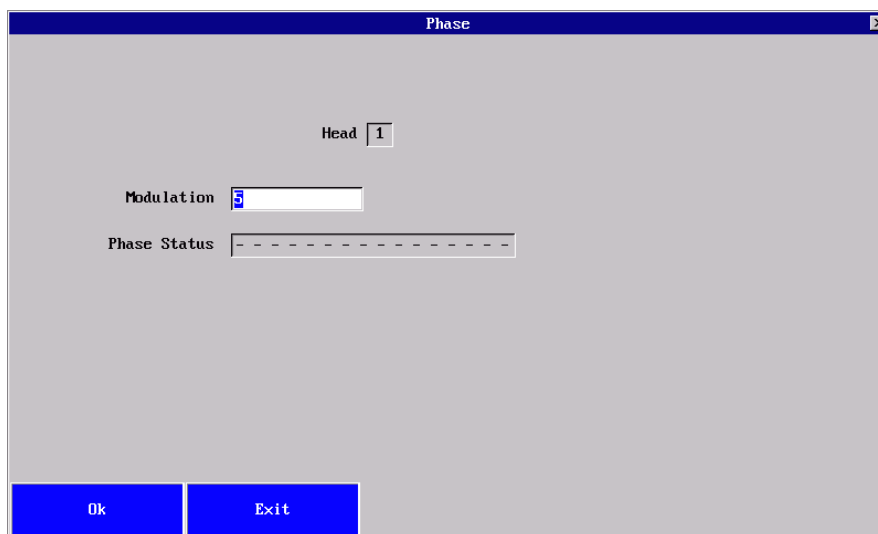 Phase
Head 1
Modulation 5
Phase Status - - - - - - - - - - - - - - - -
Ok Exit